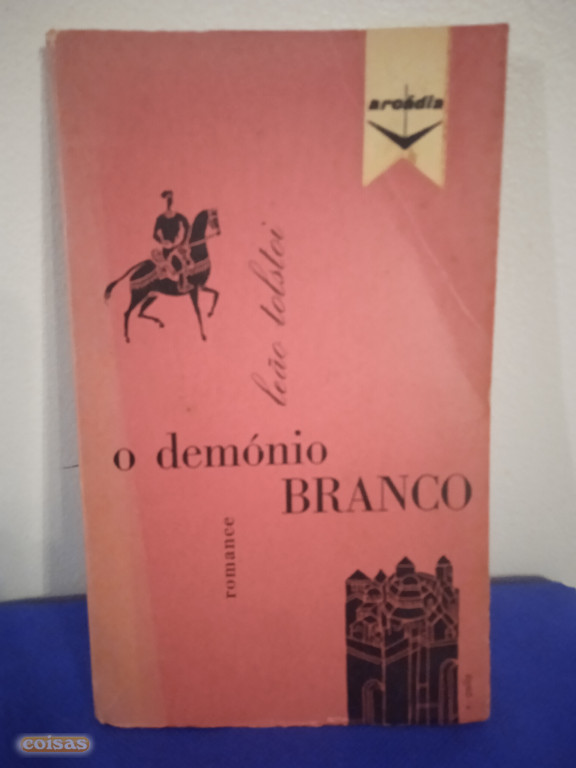 arcádia
leão tolstoi
o demónio
BRANCO
romance
coisas